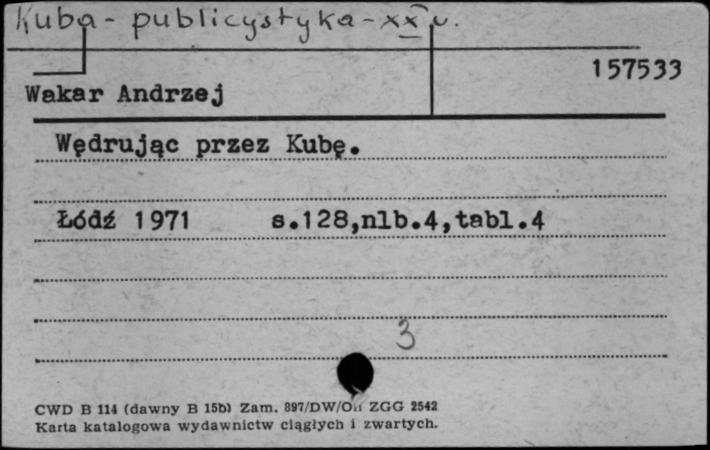 Kuba - publicystyka - XX w.
157533
Wakar Andrzej
Wędrując przez Kubę.
Łódź 1971 s.128,nlb.4,tabl.4
3
CWD B 114 (dawny B 15b) Zam. 897/DW/On ZGG 2542
Karta katalogowa wydawnictw ciągłych i zwartych.